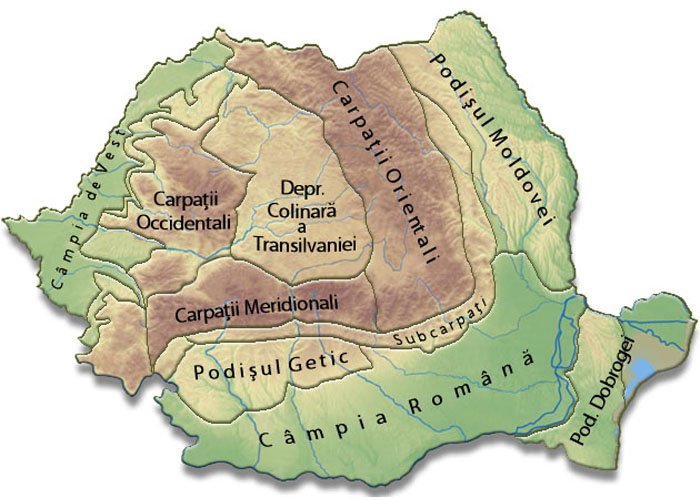 Podişul Moldovei
Carpaţii Orientali
Câmpia de Vest
Carpaţii
Occidentali
Depr.
Colinară
a
Transilvaniei
Carpaţii Meridionali
Subcarpaţi
Podişul Getic
Câmpia Română
Pod. Dobrogei